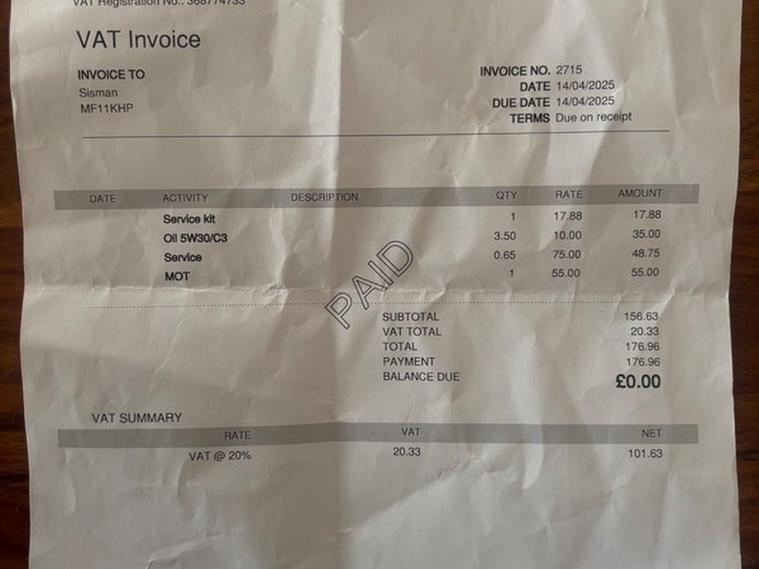 VAT Registration No.: 368774733
VAT Invoice
INVOICE TO
Sisman
MF11KHP
INVOICE NO. 2715
DATE 14/04/2025
DUE DATE 14/04/2025
TERMS Due on receipt
DATE ACTIVITY DESCRIPTION QTY RATE AMOUNT
Service kit 1 17.88 17.88
Oil 5W30/C3 3.50 10.00 35.00
Service 0.65 75.00 48.75
MOT 1 55.00 55.00
PAID
SUBTOTAL 156.63
VAT TOTAL 20.33
TOTAL 176.96
PAYMENT 176.96
BALANCE DUE £0.00
VAT SUMMARY
RATE VAT NET
VAT @ 20% 20.33 101.63